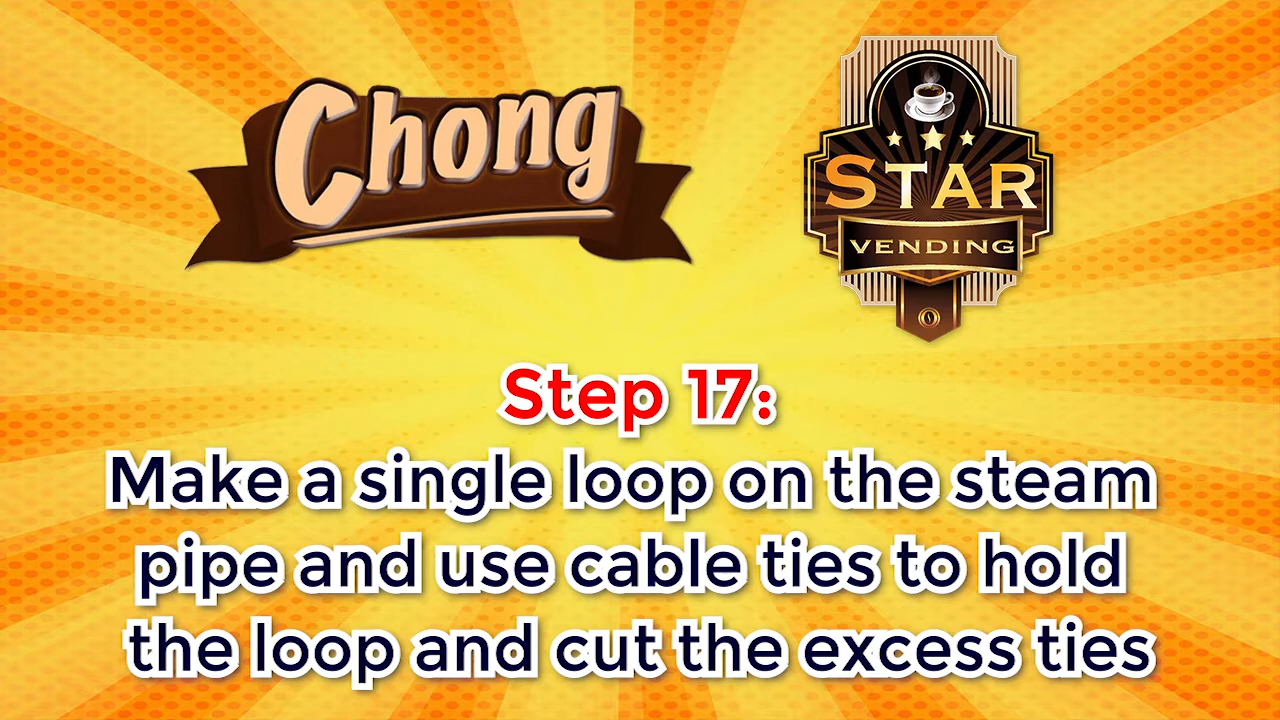 Chong
STAR
VENDING
Step 17:
Make a single loop on the steam
pipe and use cable ties to hold
the loop and cut the excess ties